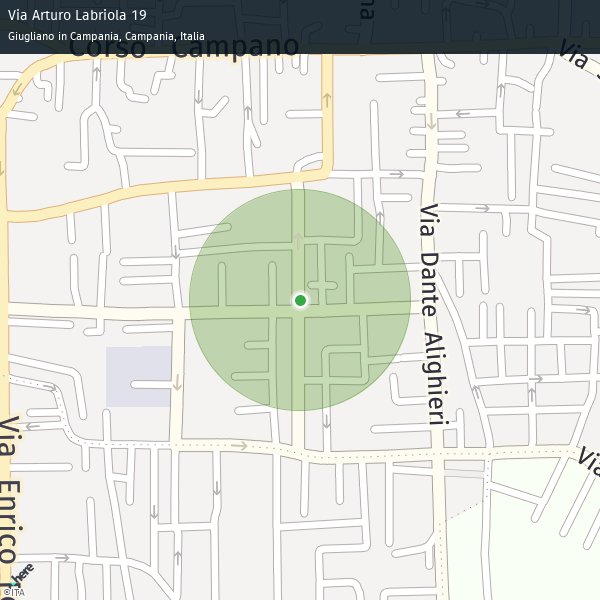 Via Arturo Labriola 19
Giugliano in Campania, Campania, Italia
Corso Campano
Via Dante Alighieri
Via Enrico
Via
Via
here
©ITA